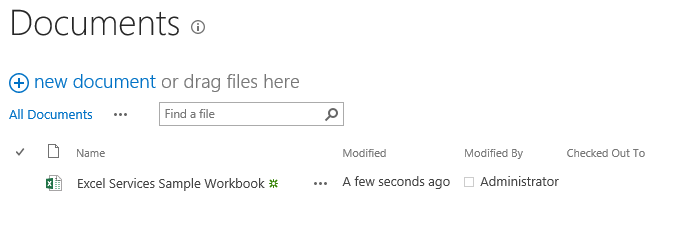 Documents
new document or drag files here
All Documents ... Find a file
Name Modified Modified By Checked Out To
Excel Services Sample Workbook ... A few seconds ago Administrator